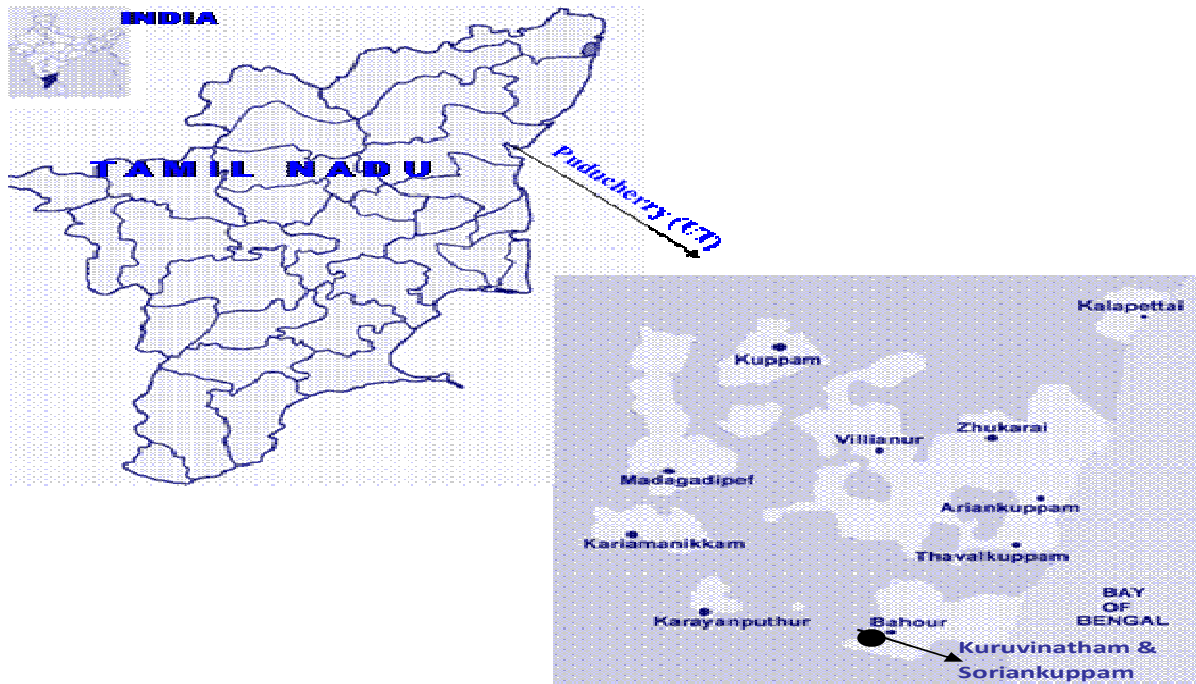 INDIA
TAMIL NADU
Puducherry (UT)
Kalapettai
Kuppam
Zhukarai
Villianur
Madagadipet
Ariankuppam
Kariamanikkam
Thavalkuppam
BAY
OF
BENGAL
Karayanputhur
Bahour
Kuruvinatham &
Soriankuppam